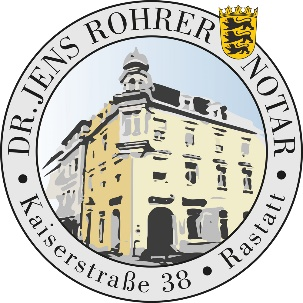 DR. JENS ROHRER NOTAR
Kaiserstraße 38 • Rastatt